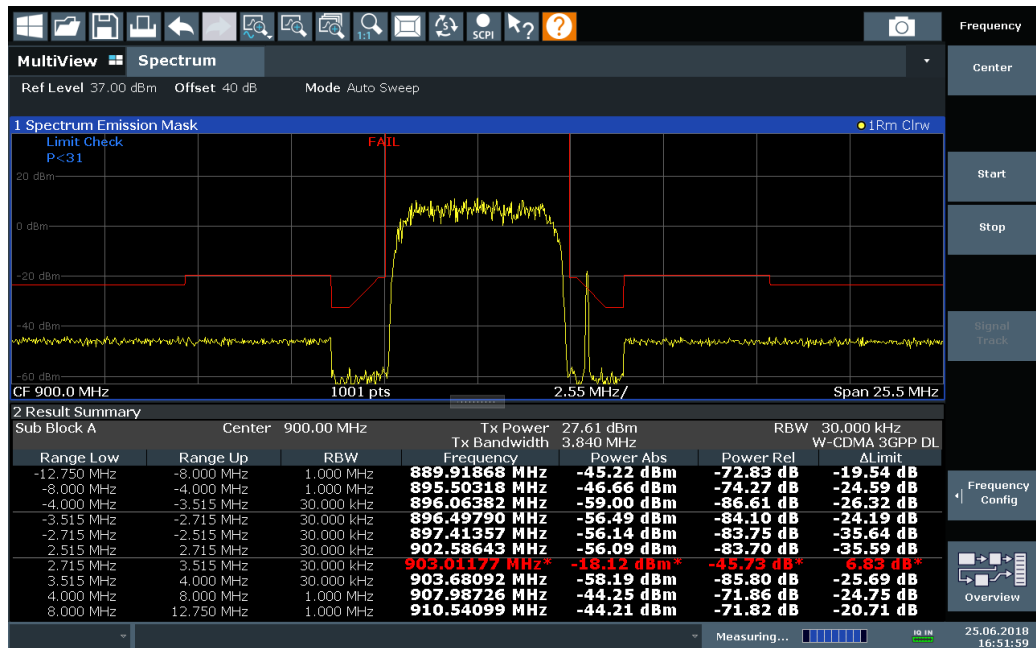 1:1 SCPI ? ? Frequency
MultiView Spectrum
Center
Ref Level 37.00 dBm Offset 40 dB Mode Auto Sweep
1 Spectrum Emission Mask 1Rm Clrw
Limit Check FAIL
P<31
20 dBm
Start
0 dBm
Stop
-20 dBm
-40 dBm
Signal
Track
-60 dBm
CF 900.0 MHz 1001 pts 2.55 MHz/ Span 25.5 MHz
2 Result Summary
Sub Block A Center 900.00 MHz Tx Power 27.61 dBm RBW 30.000 kHz
Tx Bandwidth 3.840 MHz W-CDMA 3GPP DL
Range Low Range Up RBW Frequency Power Abs Power Rel ΔLimit
-12.750 MHz -8.000 MHz 1.000 MHz 889.91868 MHz -45.22 dBm -72.83 dB -19.54 dB
-8.000 MHz -4.000 MHz 1.000 MHz 895.50318 MHz -46.66 dBm -74.27 dB -24.59 dB
-4.000 MHz -3.515 MHz 30.000 kHz 896.06382 MHz -59.00 dBm -86.61 dB -26.32 dB
-3.515 MHz -2.715 MHz 30.000 kHz 896.49790 MHz -56.49 dBm -84.10 dB -24.19 dB
-2.715 MHz -2.515 MHz 30.000 kHz 897.41357 MHz -56.14 dBm -83.75 dB -35.64 dB
2.515 MHz 2.715 MHz 30.000 kHz 902.58643 MHz -56.09 dBm -83.70 dB -35.59 dB
2.715 MHz 3.515 MHz 30.000 kHz 903.01177 MHz* -18.12 dBm* -45.73 dB* 6.83 dB*
3.515 MHz 4.000 MHz 30.000 kHz 903.68092 MHz -58.19 dBm -85.80 dB -25.69 dB
4.000 MHz 8.000 MHz 1.000 MHz 907.98726 MHz -44.25 dBm -71.86 dB -24.75 dB
8.000 MHz 12.750 MHz 1.000 MHz 910.54099 MHz -44.21 dBm -71.82 dB -20.71 dB
Frequency
Config
Overview
Measuring... IQ IN 25.06.2018
16:51:59